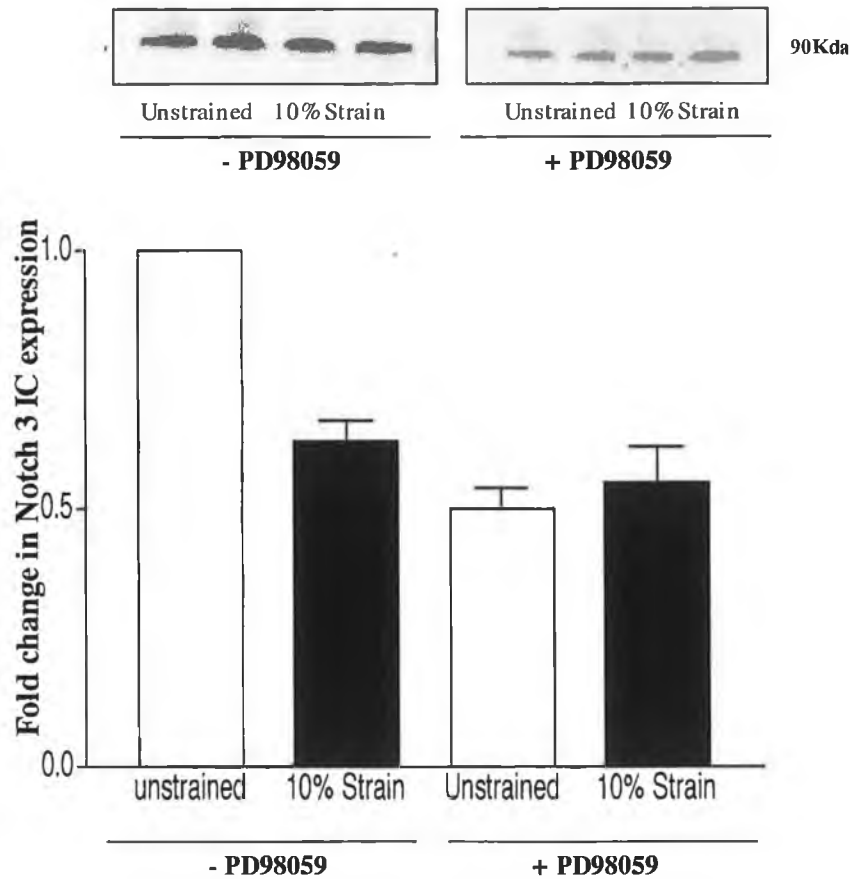 90Kda
Unstrained 10% Strain Unstrained 10% Strain
- PD98059 + PD98059
Fold change in Notch 3 IC expression
1.0
0.5
0.0
unstrained 10% Strain Unstrained 10% Strain
- PD98059 + PD98059